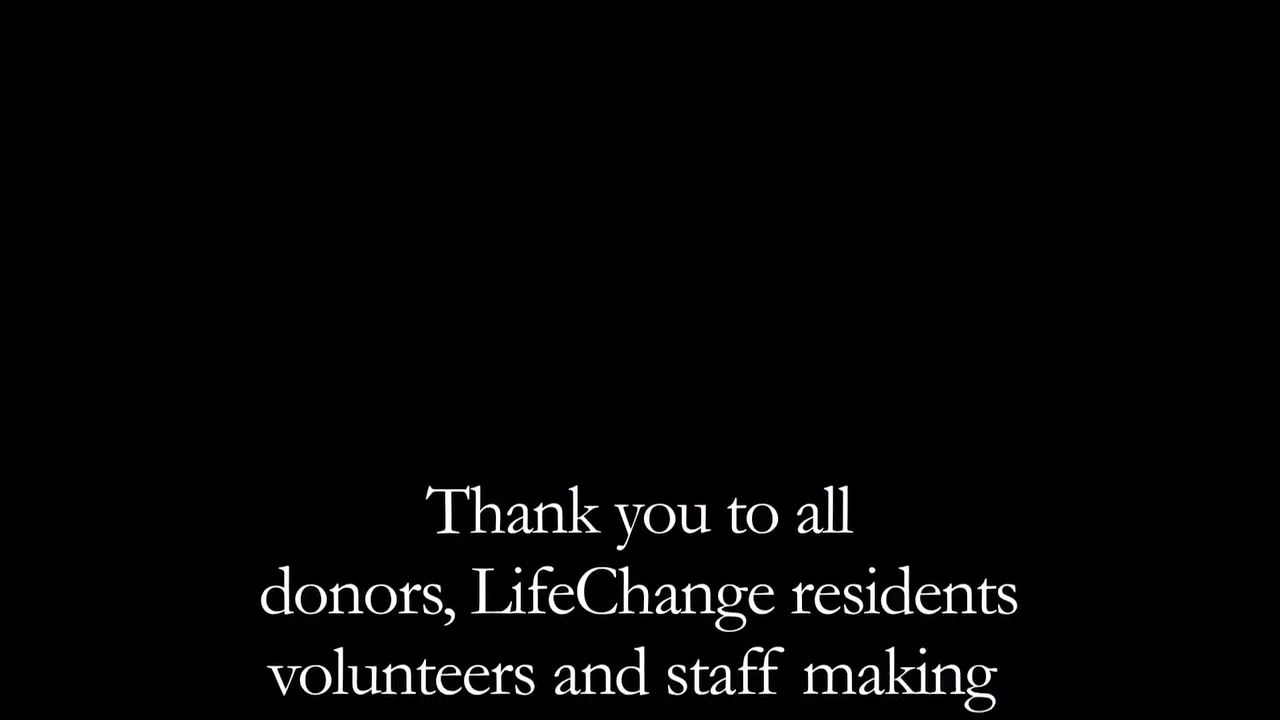 Thank you to all
donors, LifeChange residents
volunteers and staff making